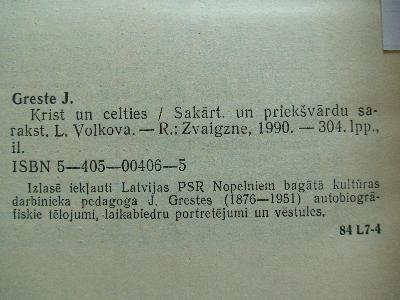 Greste J.
Krist un celties / Sakārt. un priekšvārdu sa-
rakst. L. Volkova. — R.: Zvaigzne, 1990. — 304. lpp.,
il.
ISBN 5—405—00406—5
Izlasē iekļauti Latvijas PSR Nopelniem bagātā kultūras
darbinieka pedagoga J. Grestes (1876—1951) autobiogrā-
fiskie tēlojumi, laikabiedru portretējumi un vēstules.
84 L7-4